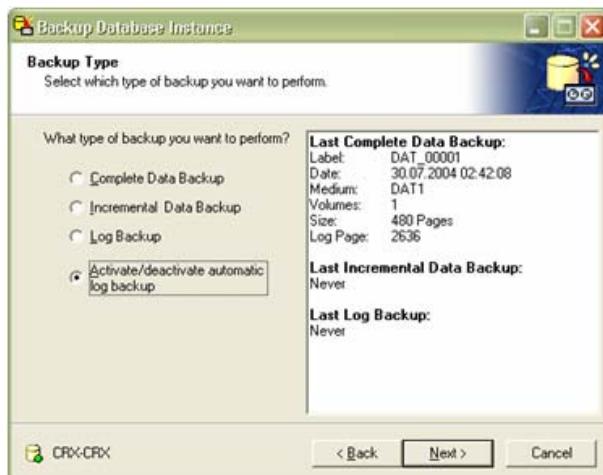 Backup Database Instance
Backup Type
Select which type of backup you want to perform.
What type of backup you want to perform?
Complete Data Backup
Incremental Data Backup
Log Backup
Activate/deactivate automatic
log backup
Last Complete Data Backup:
Label: DAT_00001
Date: 30.07.2004 02:42:08
Medium: DAT1
Volumes: 1
Size: 480 Pages
Log Page: 2636
Last Incremental Data Backup:
Never
Last Log Backup:
Never
CRX-CRX
< Back
Next >
Cancel